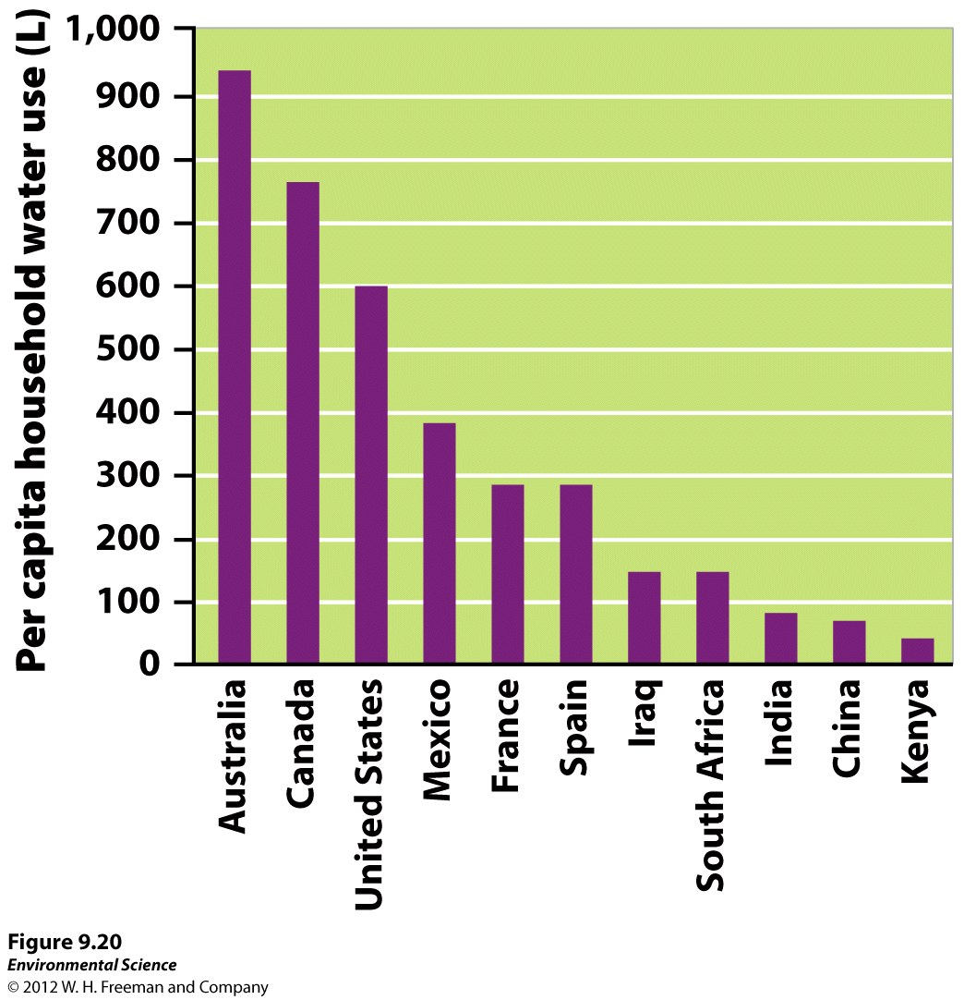 Per capita household water use (L)
1,000
900
800
700
600
500
400
300
200
100
0
Australia
Canada
United States
Mexico
France
Spain
Iraq
South Africa
India
China
Kenya
Figure 9.20
Environmental Science
© 2012 W. H. Freeman and Company